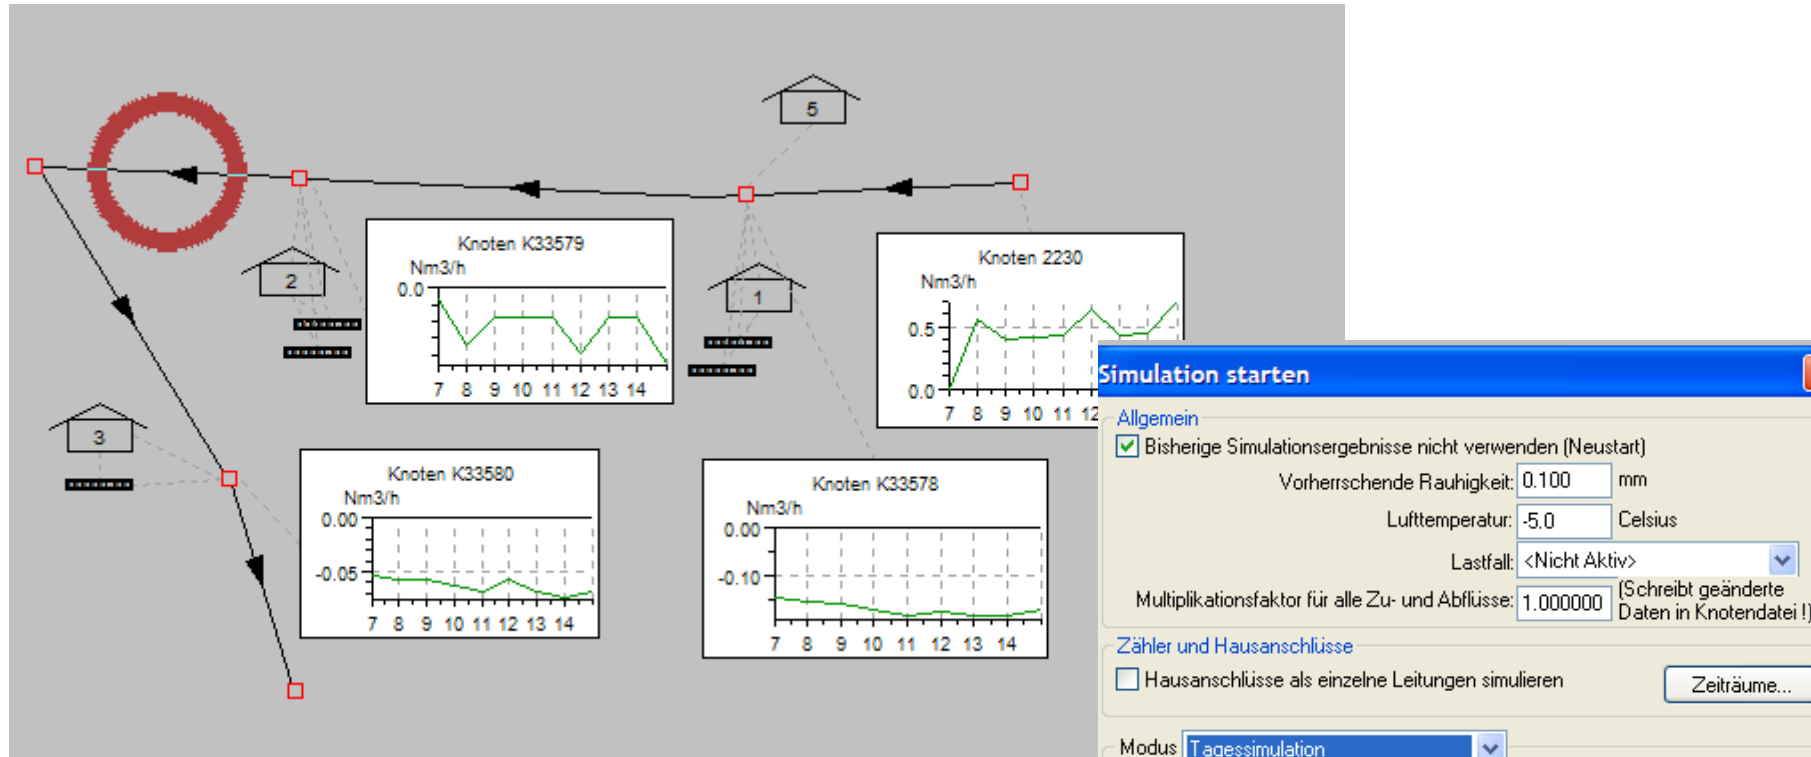 5
Knoten K33579
Nm3/h
0.0
7 8 9 10 11 12 13 14
2
1
Knoten 2230
Nm3/h
0.5
0.0
7 8 9 10 11 12
3
Knoten K33580
Nm3/h
0.00
-0.05
7 8 9 10 11 12 13 14
Knoten K33578
Nm3/h
0.00
-0.10
7 8 9 10 11 12 13 14
Simulation starten
Allgemein
Bisherige Simulationsergebnisse nicht verwenden (Neustart)
Vorherrschende Rauhigkeit: 0.100 mm
Lufttemperatur: -5.0 Celsius
Lastfall: <Nicht Aktiv>
Multiplikationsfaktor für alle Zu- und Abflüsse: 1.000000 (Schreibt geänderte
Daten in Knotendatei !)
Zähler und Hausanschlüsse
Hausanschlüsse als einzelne Leitungen simulieren Zeiträume...
Modus Tagessimulation